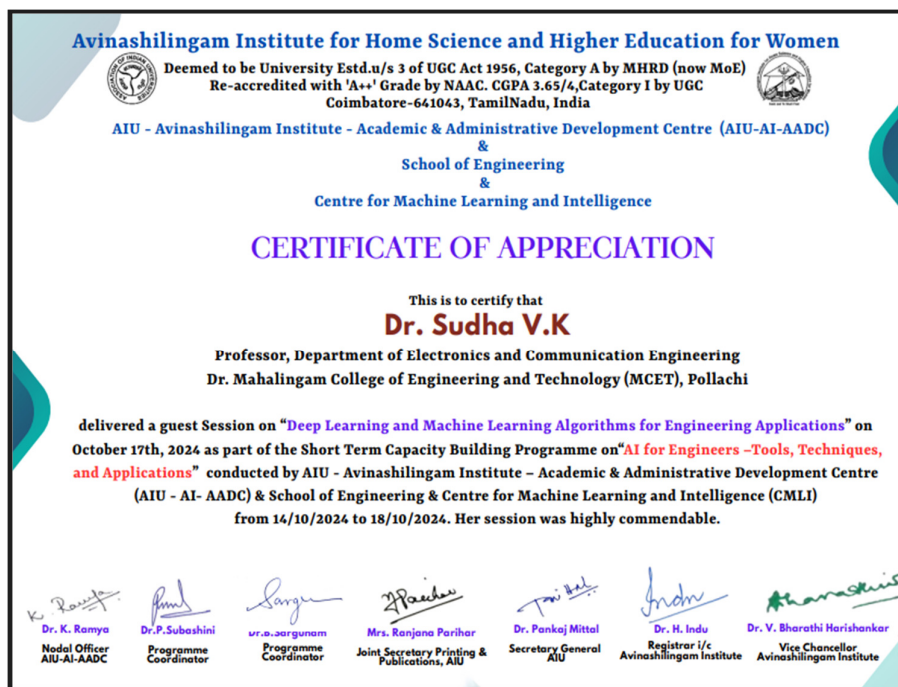 Avinashilingam Institute for Home Science and Higher Education for Women
Deemed to be University Estd.u/s 3 of UGC Act 1956, Category A by MHRD (now MoE)
Re-accredited with 'A++' Grade by NAAC. CGPA 3.65/4,Category I by UGC
Coimbatore-641043, TamilNadu, India
AIU - Avinashilingam Institute - Academic & Administrative Development Centre (AIU-AI-AADC)
&
School of Engineering
&
Centre for Machine Learning and Intelligence
CERTIFICATE OF APPRECIATION
This is to certify that
Dr. Sudha V.K
Professor, Department of Electronics and Communication Engineering
Dr. Mahalingam College of Engineering and Technology (MCET), Pollachi
delivered a guest Session on “Deep Learning and Machine Learning Algorithms for Engineering Applications” on
October 17th, 2024 as part of the Short Term Capacity Building Programme on“AI for Engineers –Tools, Techniques,
and Applications” conducted by AIU - Avinashilingam Institute – Academic & Administrative Development Centre
(AIU - AI- AADC) & School of Engineering & Centre for Machine Learning and Intelligence (CMLI)
from 14/10/2024 to 18/10/2024. Her session was highly commendable.
K. Ramya
Dr. K. Ramya
Nodal Officer
AIU-AI-AADC
Dr.P.Subashini
Programme
Coordinator
Dr.B.Sargunam
Programme
Coordinator
Mrs. Ranjana Parihar
Joint Secretary Printing &
Publications, AIU
Dr. Pankaj Mittal
Secretary General
AIU
Dr. H. Indu
Registrar i/c
Avinashilingam Institute
Dr. V. Bharathi Harishankar
Vice Chancellor
Avinashilingam Institute